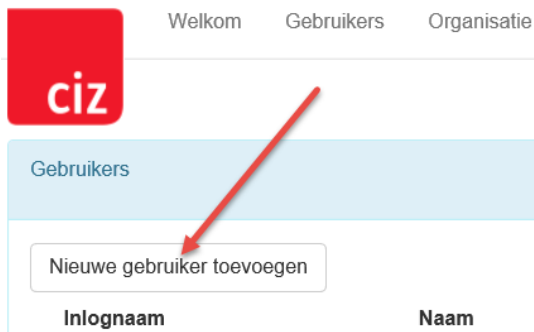 Welkom Gebruikers Organisatie
ciz
Gebruikers
Nieuwe gebruiker toevoegen
Inlognaam Naam